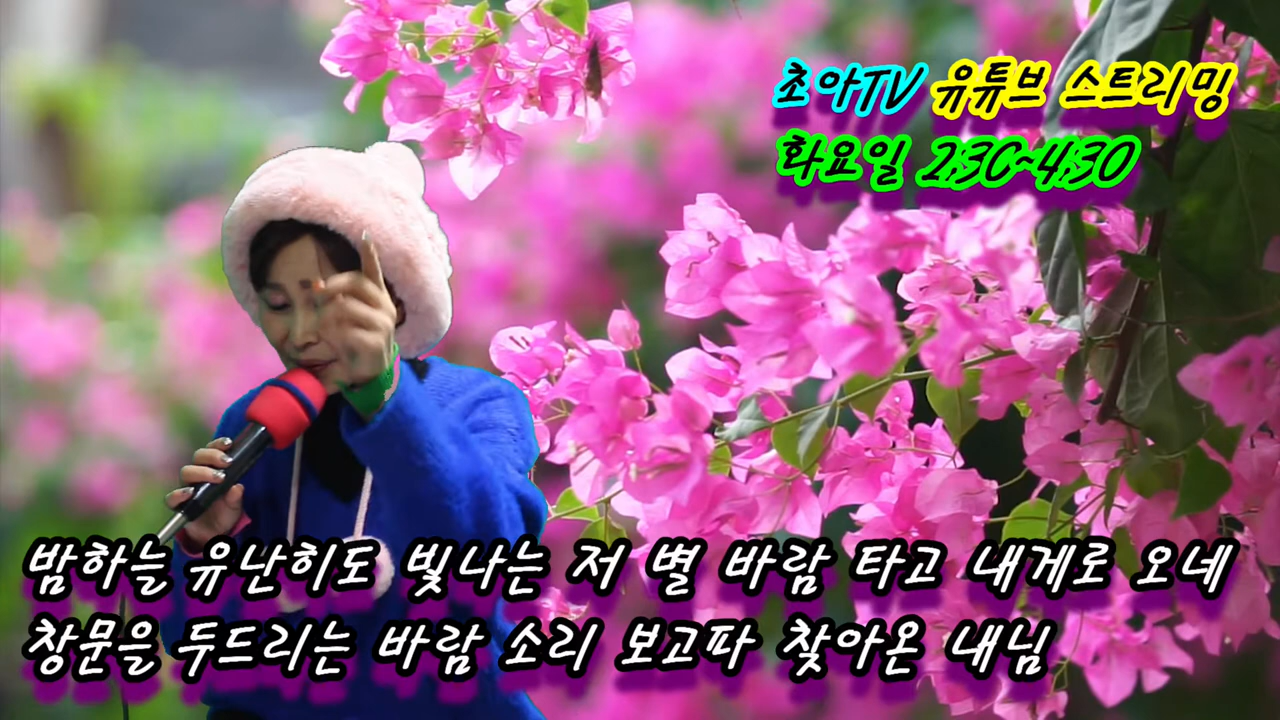 초아TV 유튜브 스트리밍
화요일 2:30~4:30
밤하늘 유난히도 빛나는 저 별 바람 타고 내게로 오네
창문을 두드리는 바람 소리 보고파 찾아온 내님